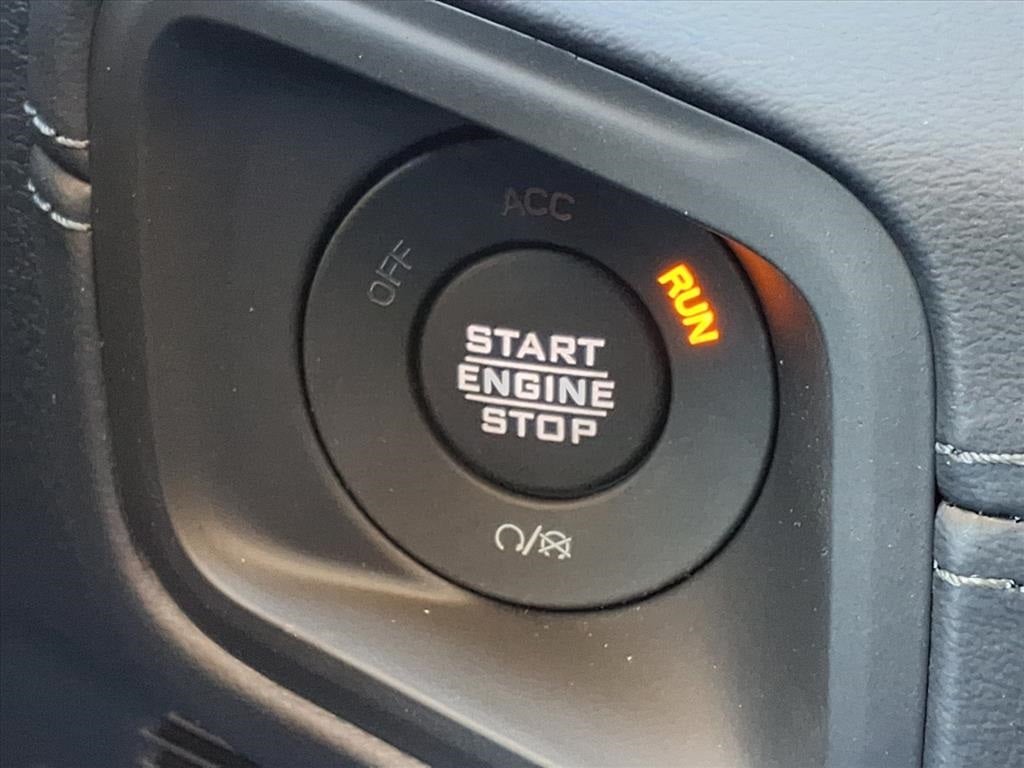 ACC
OFF
RUN
START
ENGINE
STOP